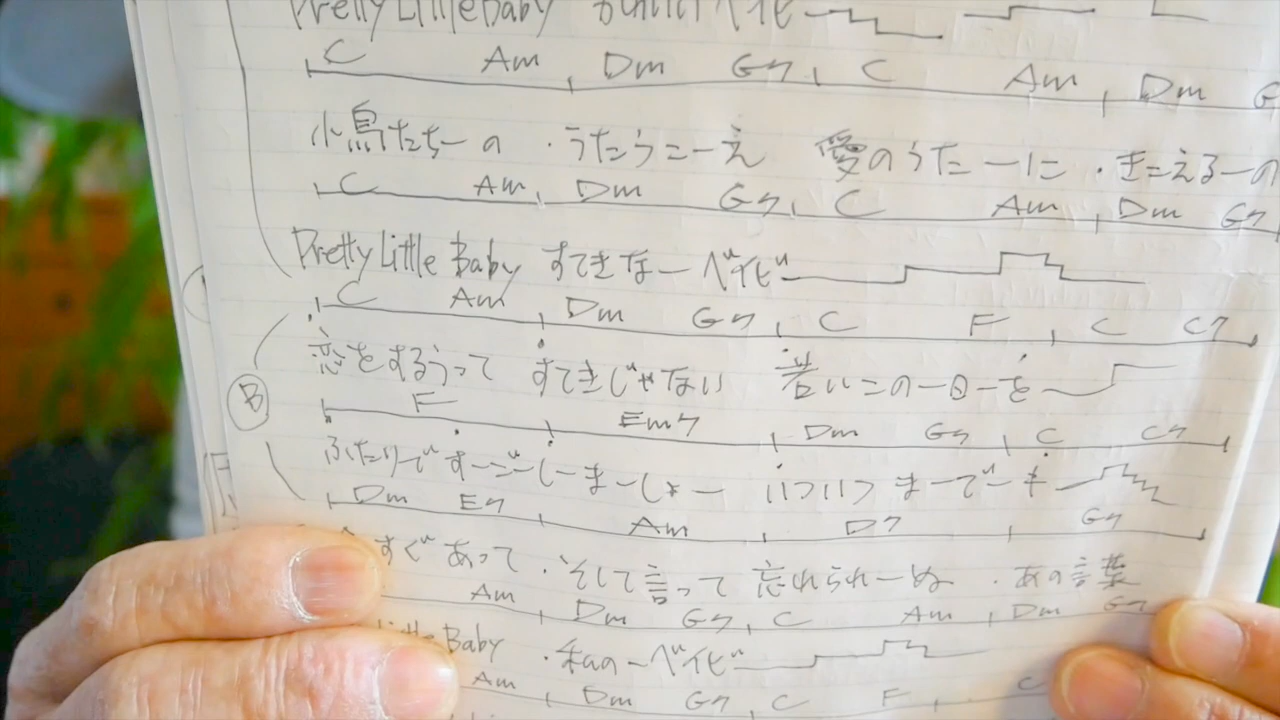 Pretty Little Baby かわいいベイビー
C Am Dm G7 C Am Dm G
小鳥たちーの ・うたうこーえ 愛のうたーに ・きこえるーの
C Am Dm G7 C Am Dm G7
Pretty Little Baby すてきなーベイビー
C Am Dm G7 C F C C7
B
恋をするうって すてきじゃない 若いこの一日ーを
F Em7 Dm G7 C C7
ふたりですーごーしーまーしょー いついつまーでーも
Dm E7 Am D7 G7
すぐあって ・そして言って 忘れられーぬ ・あの言葉
Am Dm G7 C Am Dm G7
tle Baby ・私のーベイビー
Am Dm G7 C F C